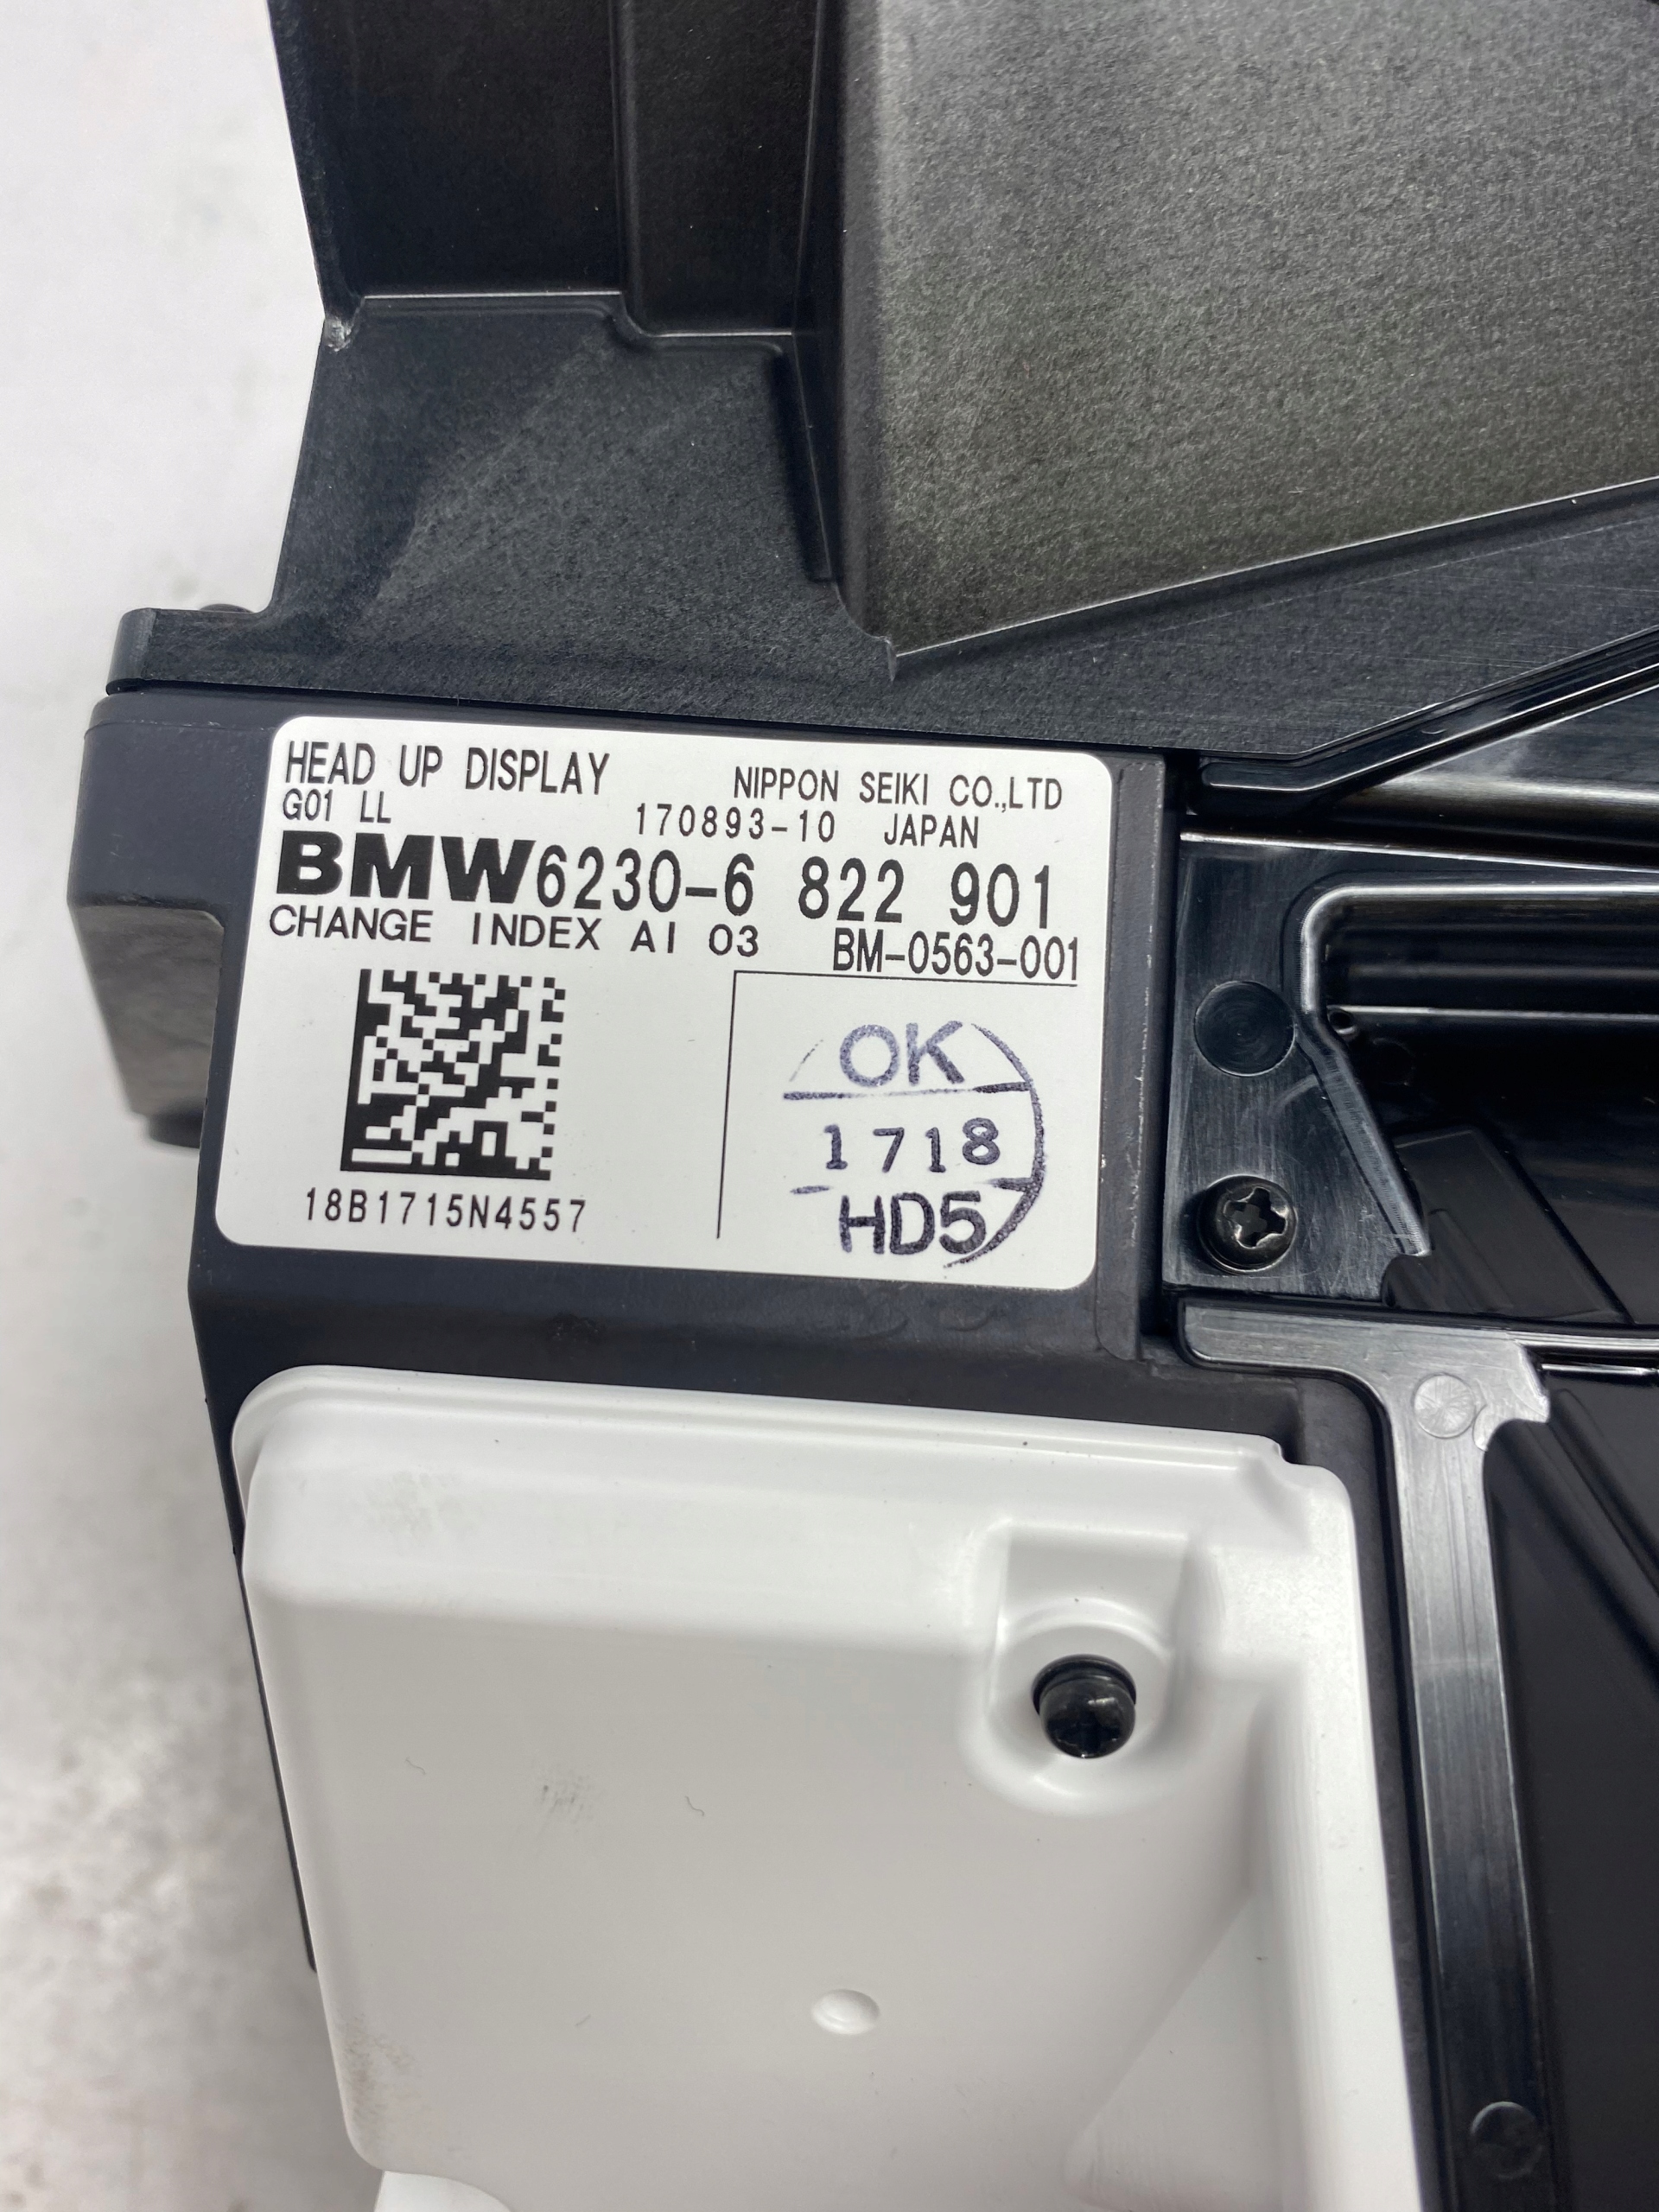 HEAD UP DISPLAY
NIPPON SEIKI CO.,LTD
G01 LL
170893-10 JAPAN
BMW6230-6 822 901
CHANGE INDEX AI 03
BM-0563-001
OK
1718
HD5
18B1715N4557